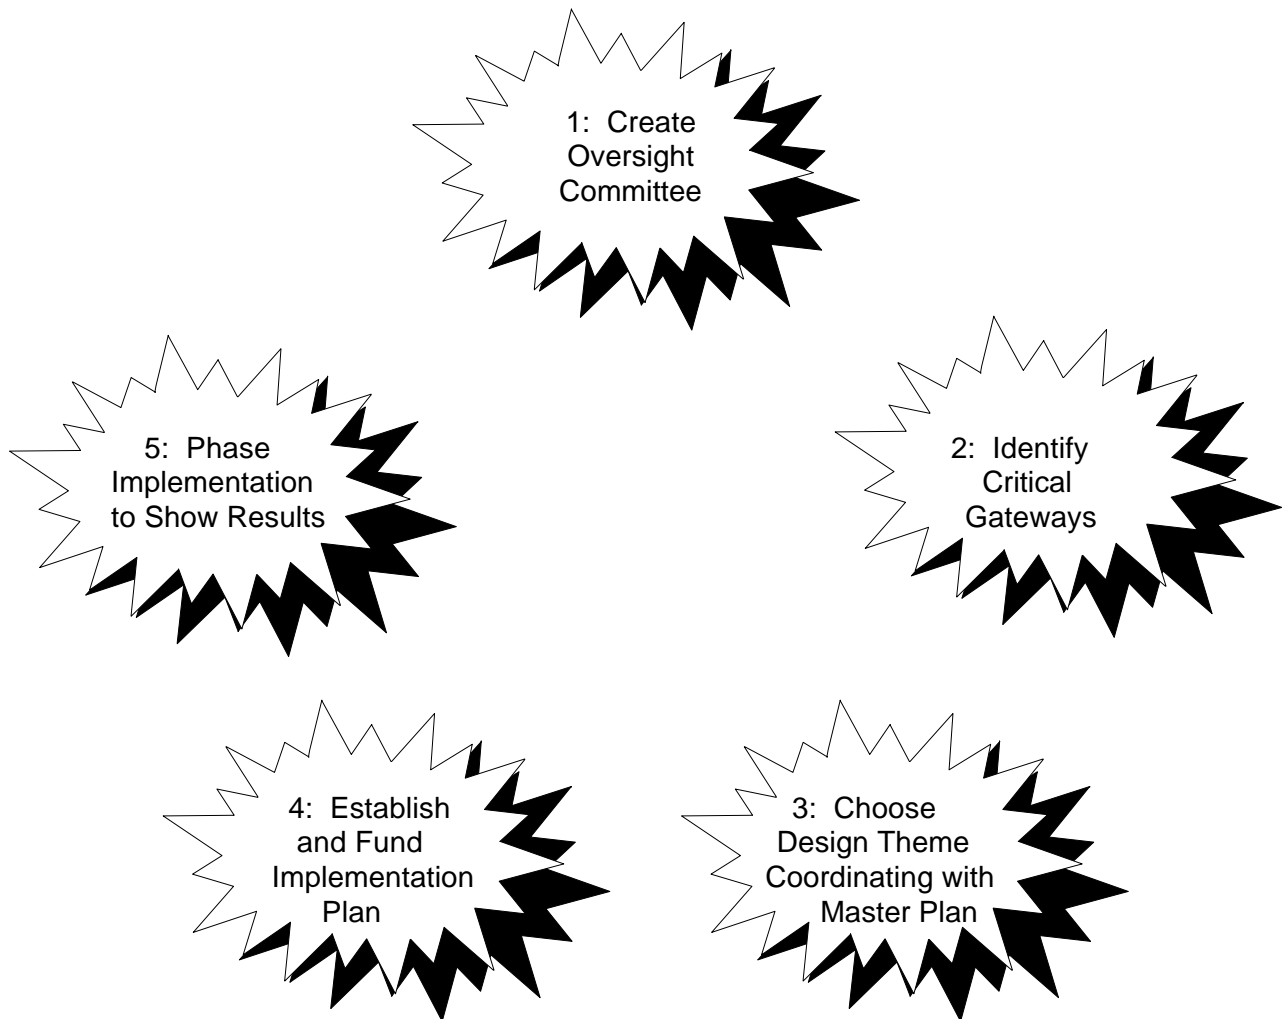 1: Create
Oversight
Committee
2: Identify
Critical
Gateways
3: Choose
Design Theme
Coordinating with
Master Plan
4: Establish
and Fund
Implementation
Plan
5: Phase
Implementation
to Show Results